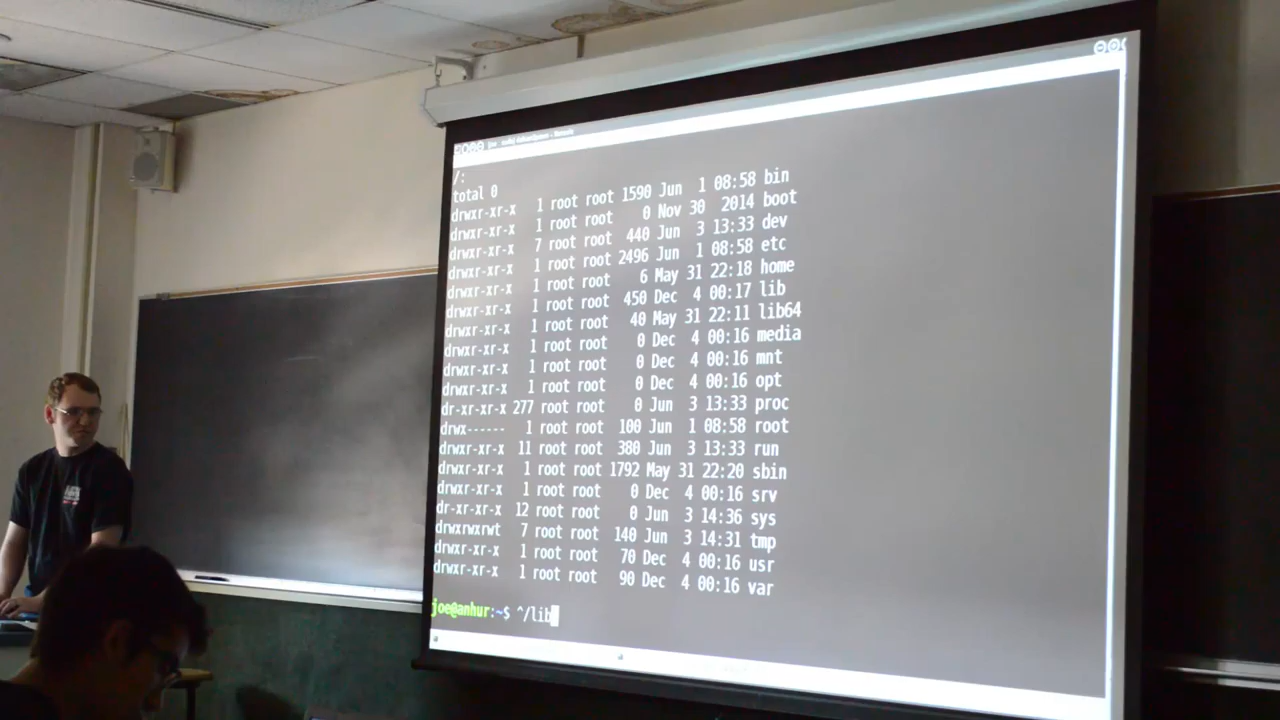 /:
total 0
drwxr-xr-x 1 root root 1590 Jun 1 08:58 bin
drwxr-xr-x 1 root root 0 Nov 30 2014 boot
drwxr-xr-x 7 root root 440 Jun 3 13:33 dev
drwxr-xr-x 1 root root 2496 Jun 1 08:58 etc
drwxr-xr-x 1 root root 6 May 31 22:18 home
drwxr-xr-x 1 root root 450 Dec 4 00:17 lib
drwxr-xr-x 1 root root 40 May 31 22:11 lib64
drwxr-xr-x 1 root root 0 Dec 4 00:16 media
drwxr-xr-x 1 root root 0 Dec 4 00:16 mnt
drwxr-xr-x 1 root root 0 Dec 4 00:16 opt
dr-xr-xr-x 277 root root 0 Jun 3 13:33 proc
drwx------ 1 root root 100 Jun 1 08:58 root
drwxr-xr-x 11 root root 380 Jun 3 13:33 run
drwxr-xr-x 1 root root 1792 May 31 22:20 sbin
drwxr-xr-x 1 root root 0 Dec 4 00:16 srv
dr-xr-xr-x 12 root root 0 Jun 3 14:36 sys
drwxrwxrwt 7 root root 140 Jun 3 14:31 tmp
drwxr-xr-x 1 root root 70 Dec 4 00:16 usr
drwxr-xr-x 1 root root 90 Dec 4 00:16 var
joe@anhur:~$ ^/lib